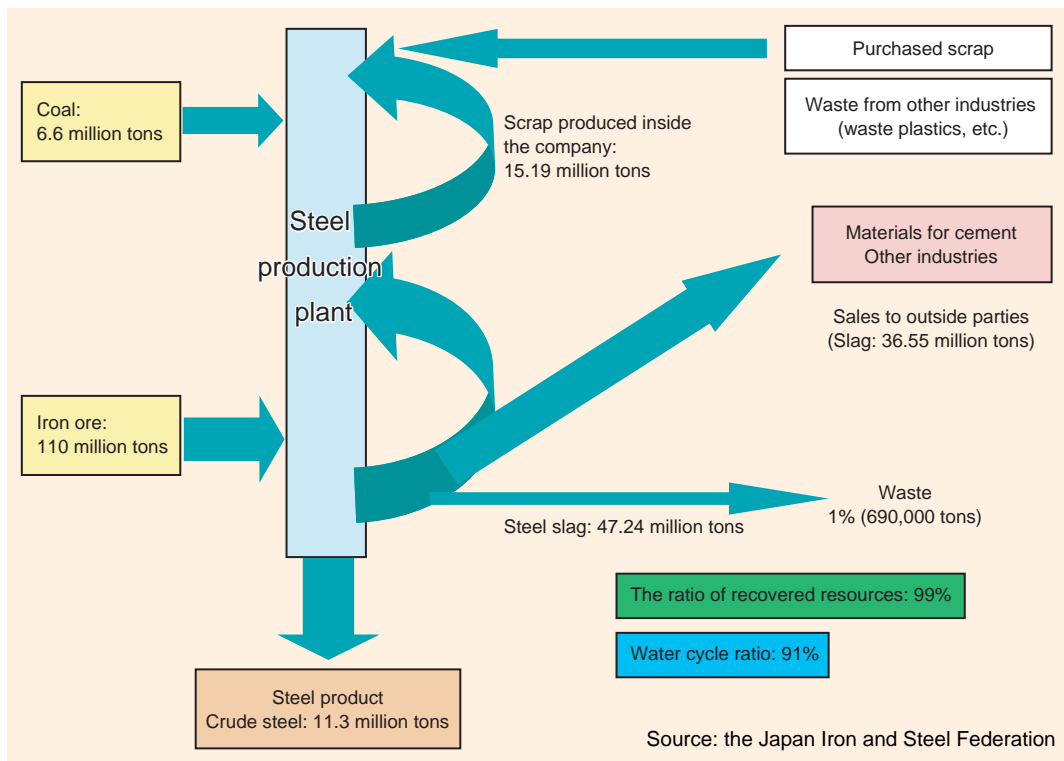 Purchased scrap
Waste from other industries
(waste plastics, etc.)
Coal:
6.6 million tons
Scrap produced inside
the company:
15.19 million tons
Steel
production
plant
Materials for cement
Other industries
Sales to outside parties
(Slag: 36.55 million tons)
Iron ore:
110 million tons
Waste
1% (690,000 tons)
Steel slag: 47.24 million tons
The ratio of recovered resources: 99%
Water cycle ratio: 91%
Steel product
Crude steel: 11.3 million tons
Source: the Japan Iron and Steel Federation